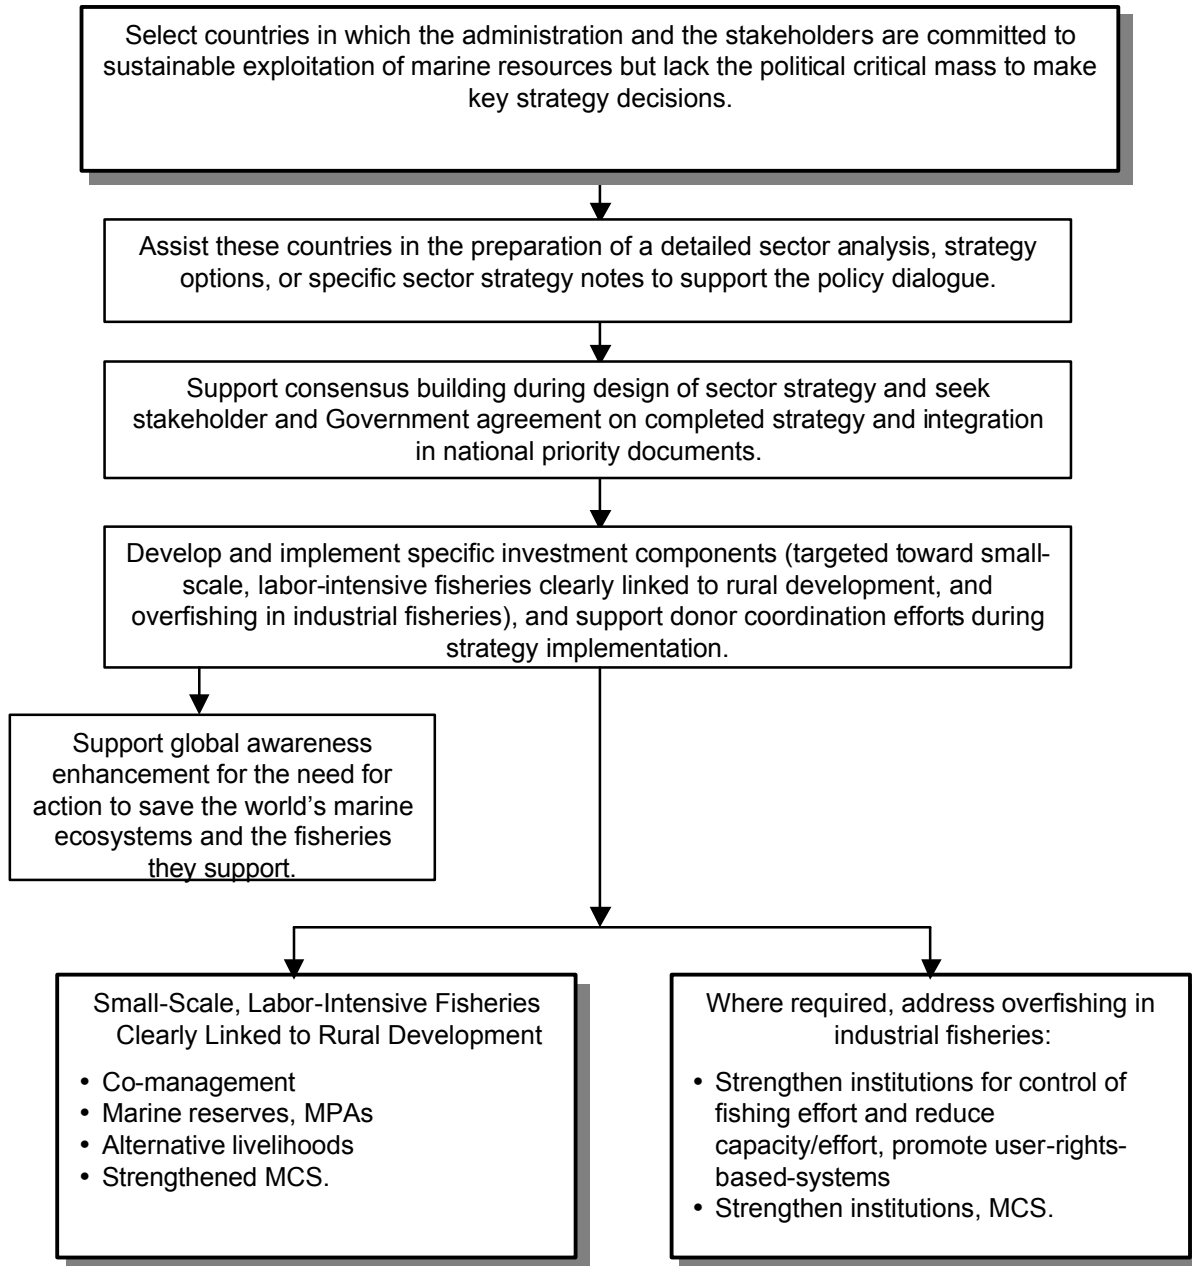 Select countries in which the administration and the stakeholders are committed to
sustainable exploitation of marine resources but lack the political critical mass to make
key strategy decisions.
Assist these countries in the preparation of a detailed sector analysis, strategy
options, or specific sector strategy notes to support the policy dialogue.
Support consensus building during design of sector strategy and seek
stakeholder and Government agreement on completed strategy and integration
in national priority documents.
Develop and implement specific investment components (targeted toward small-
scale, labor-intensive fisheries clearly linked to rural development, and
overfishing in industrial fisheries), and support donor coordination efforts during
strategy implementation.
Support global awareness
enhancement for the need for
action to save the world’s marine
ecosystems and the fisheries
they support.
Small-Scale, Labor-Intensive Fisheries
Clearly Linked to Rural Development
• Co-management
• Marine reserves, MPAs
• Alternative livelihoods
• Strengthened MCS.
Where required, address overfishing in
industrial fisheries:
• Strengthen institutions for control of
fishing effort and reduce
capacity/effort, promote user-rights-
based-systems
• Strengthen institutions, MCS.